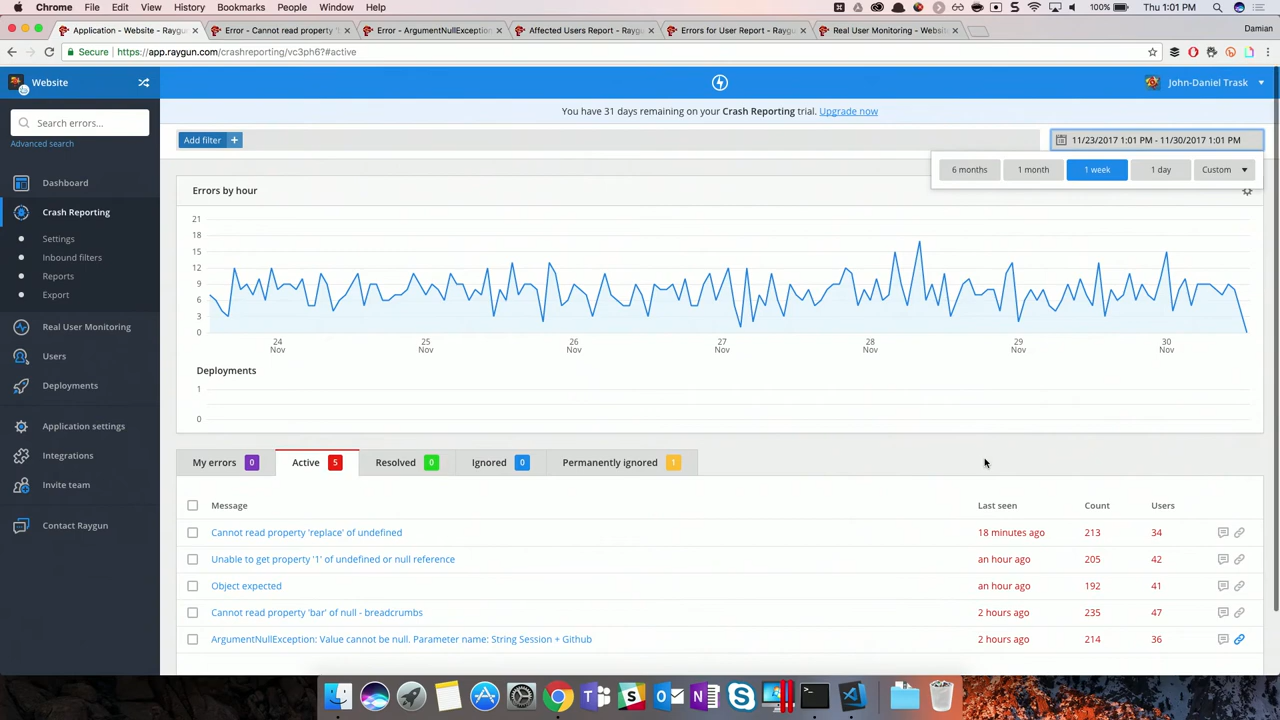 Chrome File Edit View History Bookmarks People Window Help 100% Thu 1:01 PM
Application - Website - Raygun Error - Cannot read property ' Error - ArgumentNullException Affected Users Report - Raygu Errors for User Report - Raygu Real User Monitoring - Website Damian
Secure https://app.raygun.com/crashreporting/vc3ph6?#active
Website
John-Daniel Trask
You have 31 days remaining on your Crash Reporting trial. Upgrade now
Search errors...
Advanced search
Add filter +
11/23/2017 1:01 PM - 11/30/2017 1:01 PM
6 months 1 month 1 week 1 day Custom
Dashboard
Crash Reporting
Settings
Inbound filters
Reports
Export
Real User Monitoring
Users
Deployments
Application settings
Integrations
Invite team
Contact Raygun
Errors by hour
21
18
15
12
9
6
3
0
24 25 26 27 28 29 30
Nov Nov Nov Nov Nov Nov Nov
Deployments
1
0
My errors 0 Active 5 Resolved 0 Ignored 0 Permanently ignored 1
Message Last seen Count Users
Cannot read property 'replace' of undefined 18 minutes ago 213 34
Unable to get property '1' of undefined or null reference an hour ago 205 42
Object expected an hour ago 192 41
Cannot read property 'bar' of null - breadcrumbs 2 hours ago 235 47
ArgumentNullException: Value cannot be null. Parameter name: String Session + Github 2 hours ago 214 36